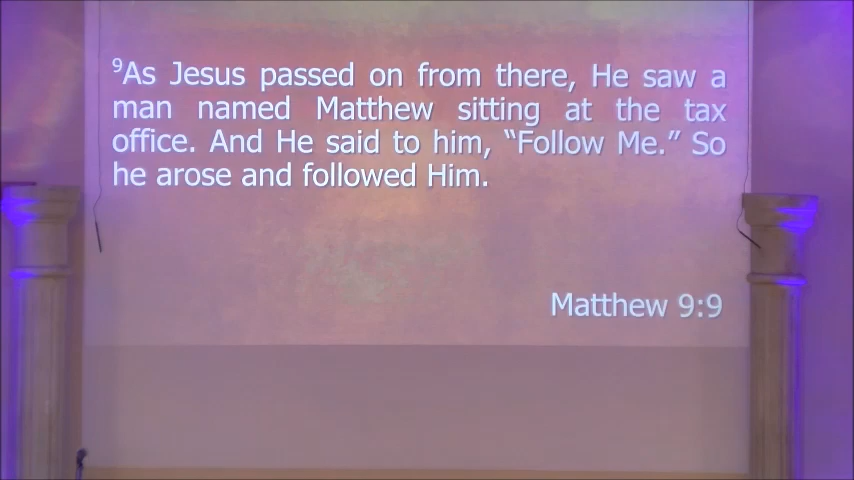 ⁹As Jesus passed on from there, He saw a
man named Matthew sitting at the tax
office. And He said to him, “Follow Me.” So
he arose and followed Him.
Matthew 9:9